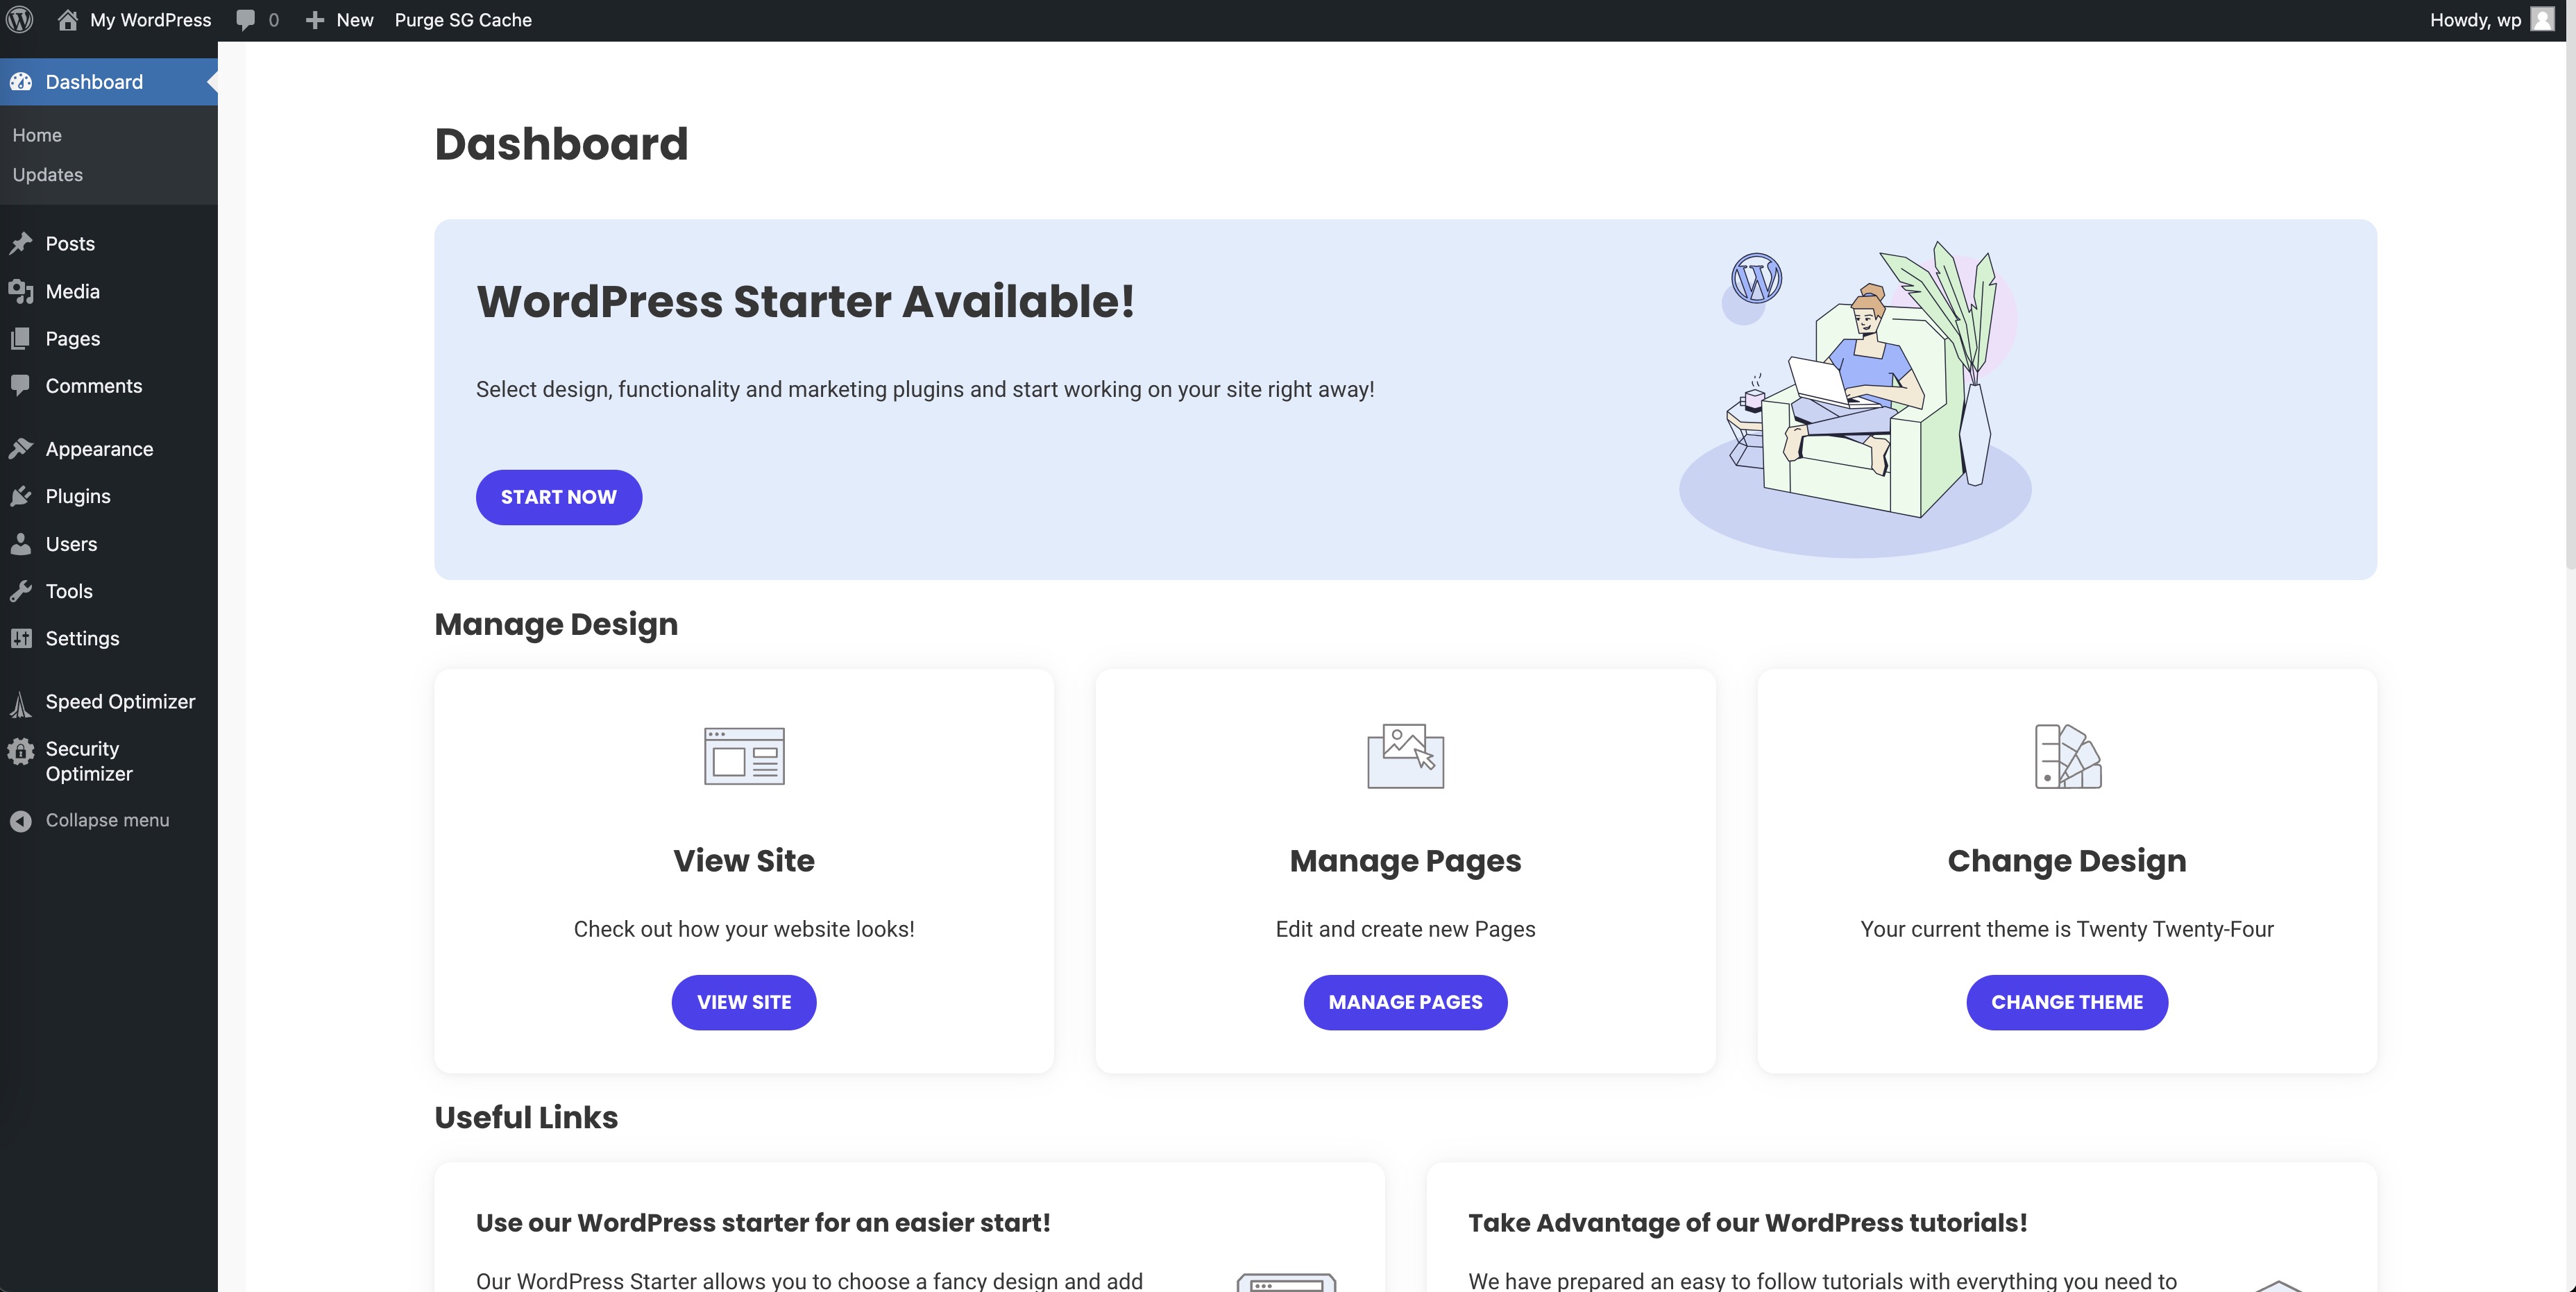 My WordPress
0
New
Purge SG Cache
Howdy, wp
Dashboard
Home
Updates
Posts
Media
Pages
Comments
Appearance
Plugins
Users
Tools
Settings
Speed Optimizer
Security
Optimizer
Collapse menu
Dashboard
WordPress Starter Available!
Select design, functionality and marketing plugins and start working on your site right away!
START NOW
Manage Design
View Site
Check out how your website looks!
VIEW SITE
Manage Pages
Edit and create new Pages
MANAGE PAGES
Change Design
Your current theme is Twenty Twenty-Four
CHANGE THEME
Useful Links
Use our WordPress starter for an easier start!
Our WordPress Starter allows you to choose a fancy design and add
Take Advantage of our WordPress tutorials!
We have prepared an easy to follow tutorials with everything you need to